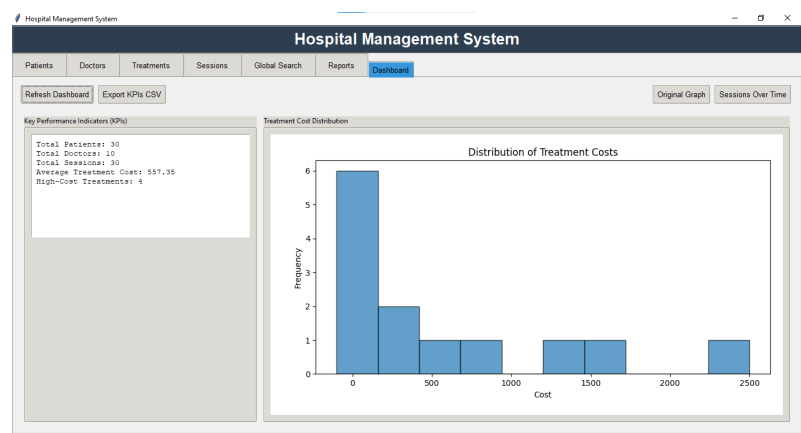 Hospital Management System
Hospital Management System
Patients Doctors Treatments Sessions Global Search Reports Dashboard
Refresh Dashboard Export KPIs CSV Original Graph Sessions Over Time
Key Performance Indicators (KPIs)
Total Patients: 30
Total Doctors: 10
Total Sessions: 30
Average Treatment Cost: 557.35
High-Cost Treatments: 4
Treatment Cost Distribution
Distribution of Treatment Costs
Frequency
6
5
4
3
2
1
0
0 500 1000 1500 2000 2500
Cost